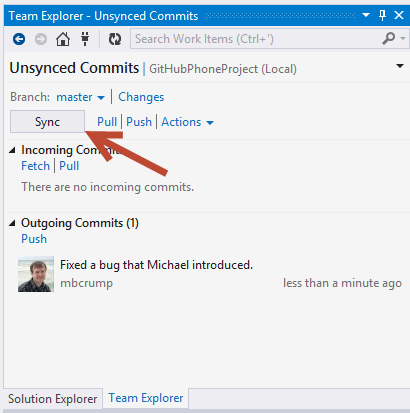 Team Explorer - Unsynced Commits
Search Work Items (Ctrl+')
Unsynced Commits | GitHubPhoneProject (Local)
Branch: master | Changes
Sync Pull | Push | Actions
Incoming
Fetch | Pull
There are no incoming commits.
Outgoing Commits (1)
Push
Fixed a bug that Michael introduced.
mbcrump less than a minute ago
Solution Explorer Team Explorer